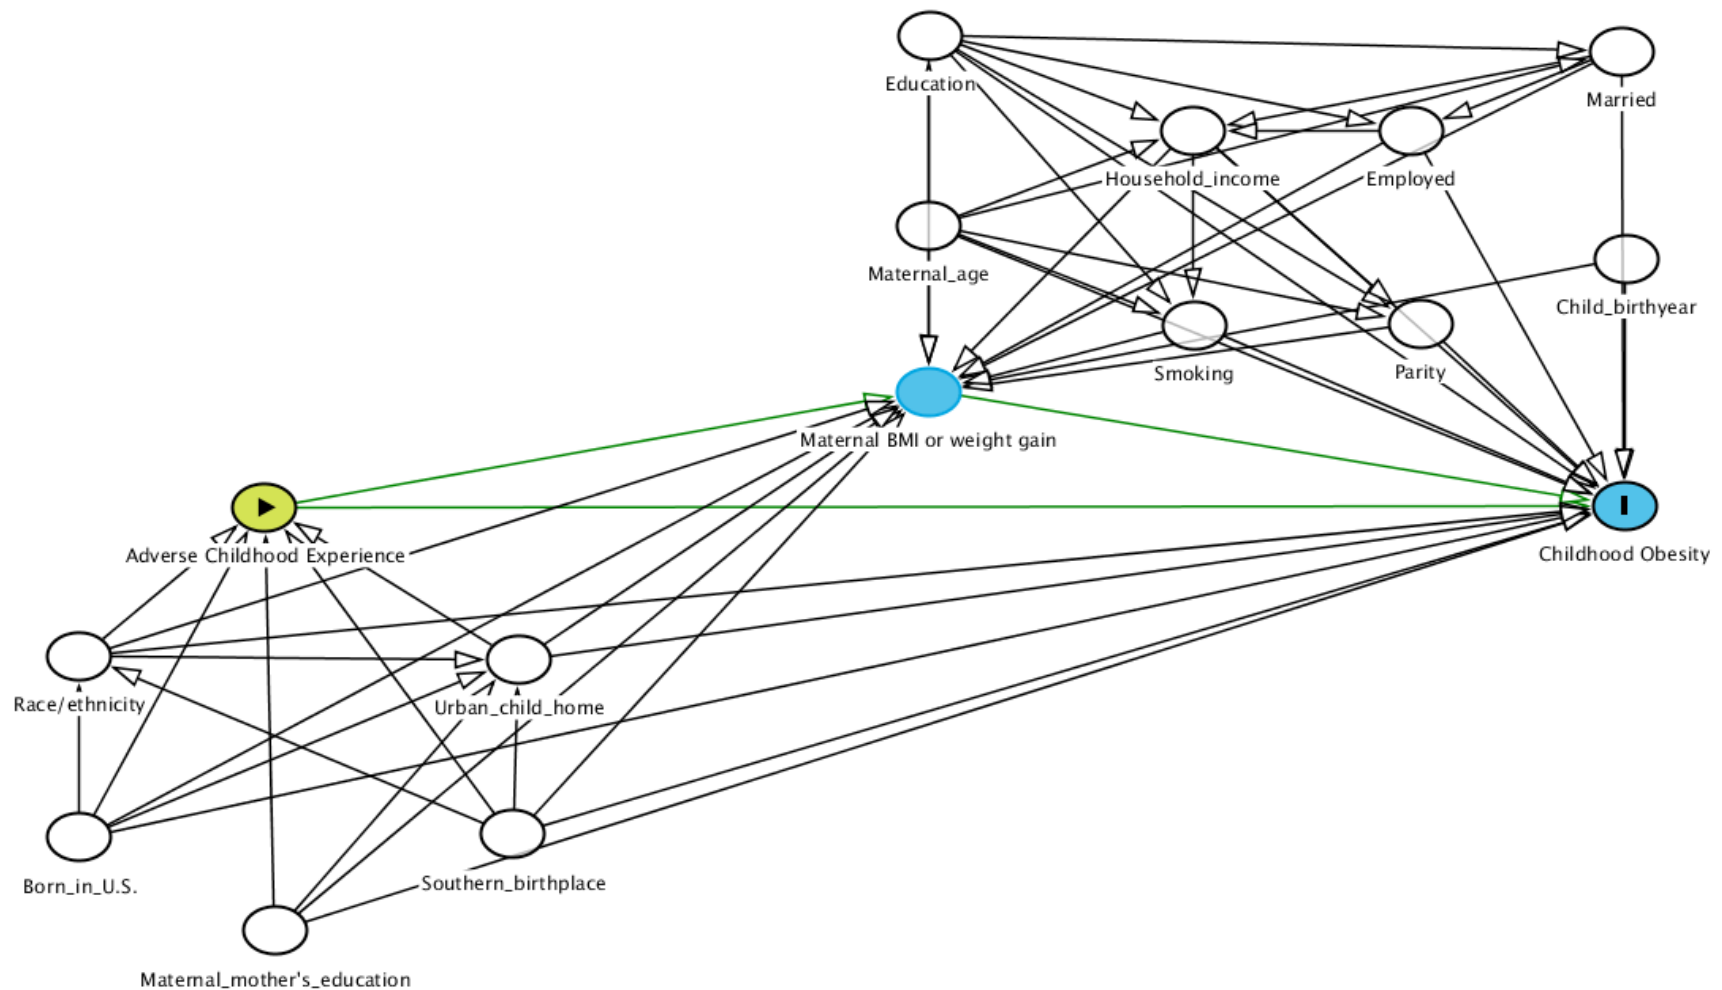 Education
Married
Household_income
Employed
Maternal_age
Child_birthyear
Smoking
Parity
Maternal BMI or weight gain
Adverse Childhood Experience
Childhood Obesity
Race/ethnicity
Urban_child_home
Born_in_U.S.
Southern_birthplace
Maternal_mother's_education